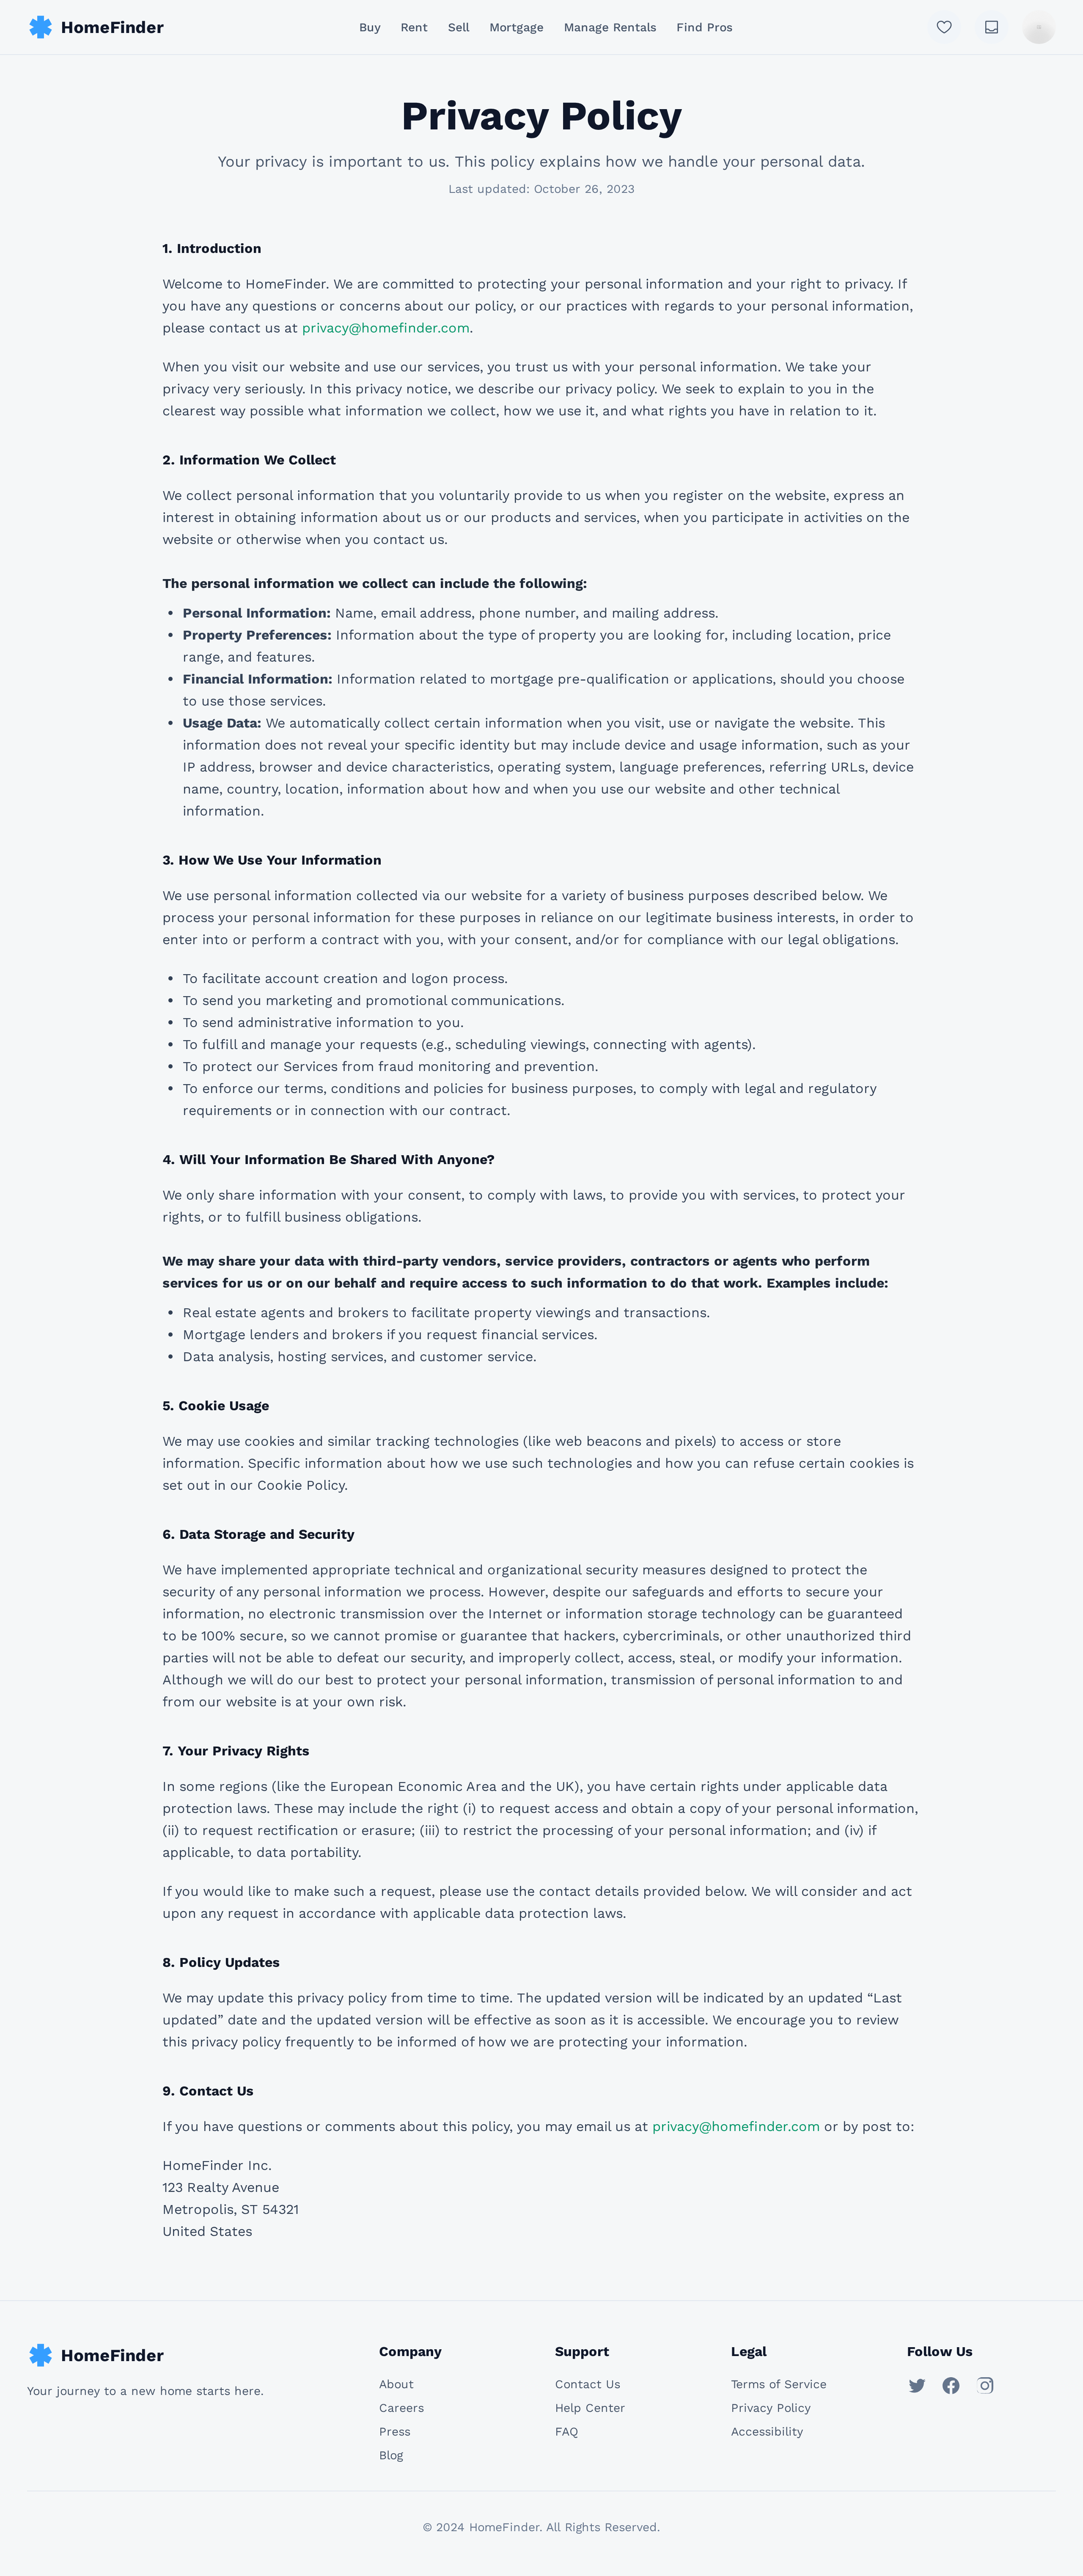 HomeFinder
Buy
Rent
Sell
Mortgage
Manage Rentals
Find Pros
Privacy Policy
Your privacy is important to us. This policy explains how we handle your personal data.
Last updated: October 26, 2023
1. Introduction
Welcome to HomeFinder. We are committed to protecting your personal information and your right to privacy. If
you have any questions or concerns about our policy, or our practices with regards to your personal information,
please contact us at privacy@homefinder.com.
When you visit our website and use our services, you trust us with your personal information. We take your
privacy very seriously. In this privacy notice, we describe our privacy policy. We seek to explain to you in the
clearest way possible what information we collect, how we use it, and what rights you have in relation to it.
2. Information We Collect
We collect personal information that you voluntarily provide to us when you register on the website, express an
interest in obtaining information about us or our products and services, when you participate in activities on the
website or otherwise when you contact us.
The personal information we collect can include the following:
• Personal Information: Name, email address, phone number, and mailing address.
• Property Preferences: Information about the type of property you are looking for, including location, price
range, and features.
• Financial Information: Information related to mortgage pre-qualification or applications, should you choose
to use those services.
• Usage Data: We automatically collect certain information when you visit, use or navigate the website. This
information does not reveal your specific identity but may include device and usage information, such as your
IP address, browser and device characteristics, operating system, language preferences, referring URLs, device
name, country, location, information about how and when you use our website and other technical
information.
3. How We Use Your Information
We use personal information collected via our website for a variety of business purposes described below. We
process your personal information for these purposes in reliance on our legitimate business interests, in order to
enter into or perform a contract with you, with your consent, and/or for compliance with our legal obligations.
• To facilitate account creation and logon process.
• To send you marketing and promotional communications.
• To send administrative information to you.
• To fulfill and manage your requests (e.g., scheduling viewings, connecting with agents).
• To protect our Services from fraud monitoring and prevention.
• To enforce our terms, conditions and policies for business purposes, to comply with legal and regulatory
requirements or in connection with our contract.
4. Will Your Information Be Shared With Anyone?
We only share information with your consent, to comply with laws, to provide you with services, to protect your
rights, or to fulfill business obligations.
We may share your data with third-party vendors, service providers, contractors or agents who perform
services for us or on our behalf and require access to such information to do that work. Examples include:
• Real estate agents and brokers to facilitate property viewings and transactions.
• Mortgage lenders and brokers if you request financial services.
• Data analysis, hosting services, and customer service.
5. Cookie Usage
We may use cookies and similar tracking technologies (like web beacons and pixels) to access or store
information. Specific information about how we use such technologies and how you can refuse certain cookies is
set out in our Cookie Policy.
6. Data Storage and Security
We have implemented appropriate technical and organizational security measures designed to protect the
security of any personal information we process. However, despite our safeguards and efforts to secure your
information, no electronic transmission over the Internet or information storage technology can be guaranteed
to be 100% secure, so we cannot promise or guarantee that hackers, cybercriminals, or other unauthorized third
parties will not be able to defeat our security, and improperly collect, access, steal, or modify your information.
Although we will do our best to protect your personal information, transmission of personal information to and
from our website is at your own risk.
7. Your Privacy Rights
In some regions (like the European Economic Area and the UK), you have certain rights under applicable data
protection laws. These may include the right (i) to request access and obtain a copy of your personal information,
(ii) to request rectification or erasure; (iii) to restrict the processing of your personal information; and (iv) if
applicable, to data portability.
If you would like to make such a request, please use the contact details provided below. We will consider and act
upon any request in accordance with applicable data protection laws.
8. Policy Updates
We may update this privacy policy from time to time. The updated version will be indicated by an updated “Last
updated” date and the updated version will be effective as soon as it is accessible. We encourage you to review
this privacy policy frequently to be informed of how we are protecting your information.
9. Contact Us
If you have questions or comments about this policy, you may email us at privacy@homefinder.com or by post to:
HomeFinder Inc.
123 Realty Avenue
Metropolis, ST 54321
United States
HomeFinder
Your journey to a new home starts here.
Company
About
Careers
Press
Blog
Support
Contact Us
Help Center
FAQ
Legal
Terms of Service
Privacy Policy
Accessibility
Follow Us
© 2024 HomeFinder. All Rights Reserved.